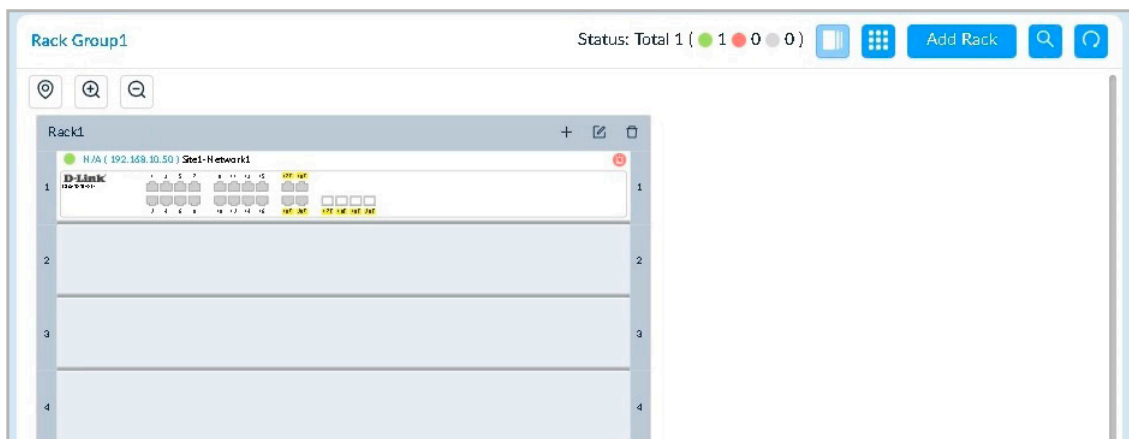 Rack Group1
Status: Total 1 ( 1 0 0 )
Add Rack
Rack1
N/A ( 192.168.10.50 ) Site1-Network1
D-Link
1
1
2
2
3
3
4
4